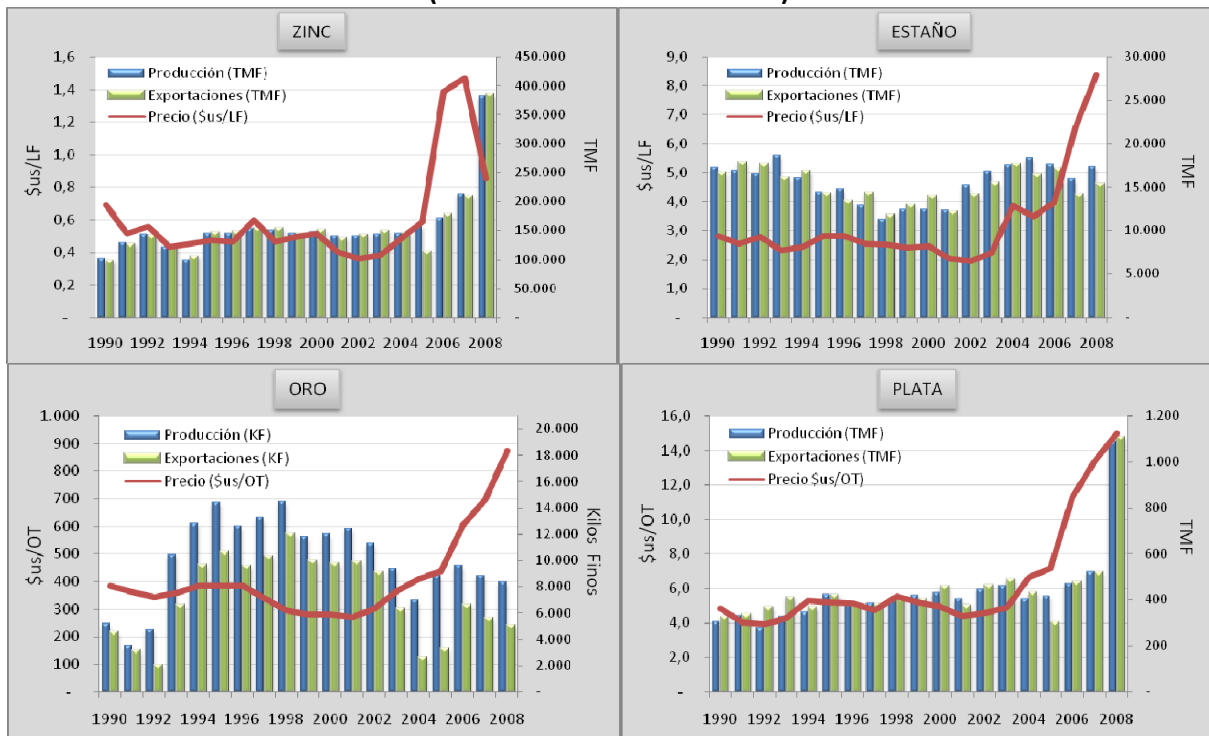 ZINC
1,6
1,4
1,2
1,0
0,8
0,6
0,4
0,2
-
$us/LF
Producción (TMF)
Exportaciones (TMF)
Precio ($us/LF)
450.000
400.000
350.000
300.000
250.000
200.000
150.000
100.000
50.000
-
TMF
1990 1992 1994 1996 1998 2000 2002 2004 2006 2008
ESTAÑO
9,0
8,0
7,0
6,0
5,0
4,0
3,0
2,0
1,0
-
$us/LF
Producción (TMF)
Exportaciones (TMF)
Precio ($us/LF)
30.000
25.000
20.000
15.000
10.000
5.000
-
TMF
1990 1992 1994 1996 1998 2000 2002 2004 2006 2008
ORO
1.000
900
800
700
600
500
400
300
200
100
-
$us/OT
Producción (KF)
Exportaciones (KF)
Precio ($us/OT)
20.000
18.000
16.000
14.000
12.000
10.000
8.000
6.000
4.000
2.000
-
Kilos Finos
1990 1992 1994 1996 1998 2000 2002 2004 2006 2008
PLATA
16,0
14,0
12,0
10,0
8,0
6,0
4,0
2,0
-
$us/OT
Producción (TMF)
Exportaciones (TMF)
Precio $us/OT)
1.200
1.000
800
600
400
200
-
TMF
1990 1992 1994 1996 1998 2000 2002 2004 2006 2008